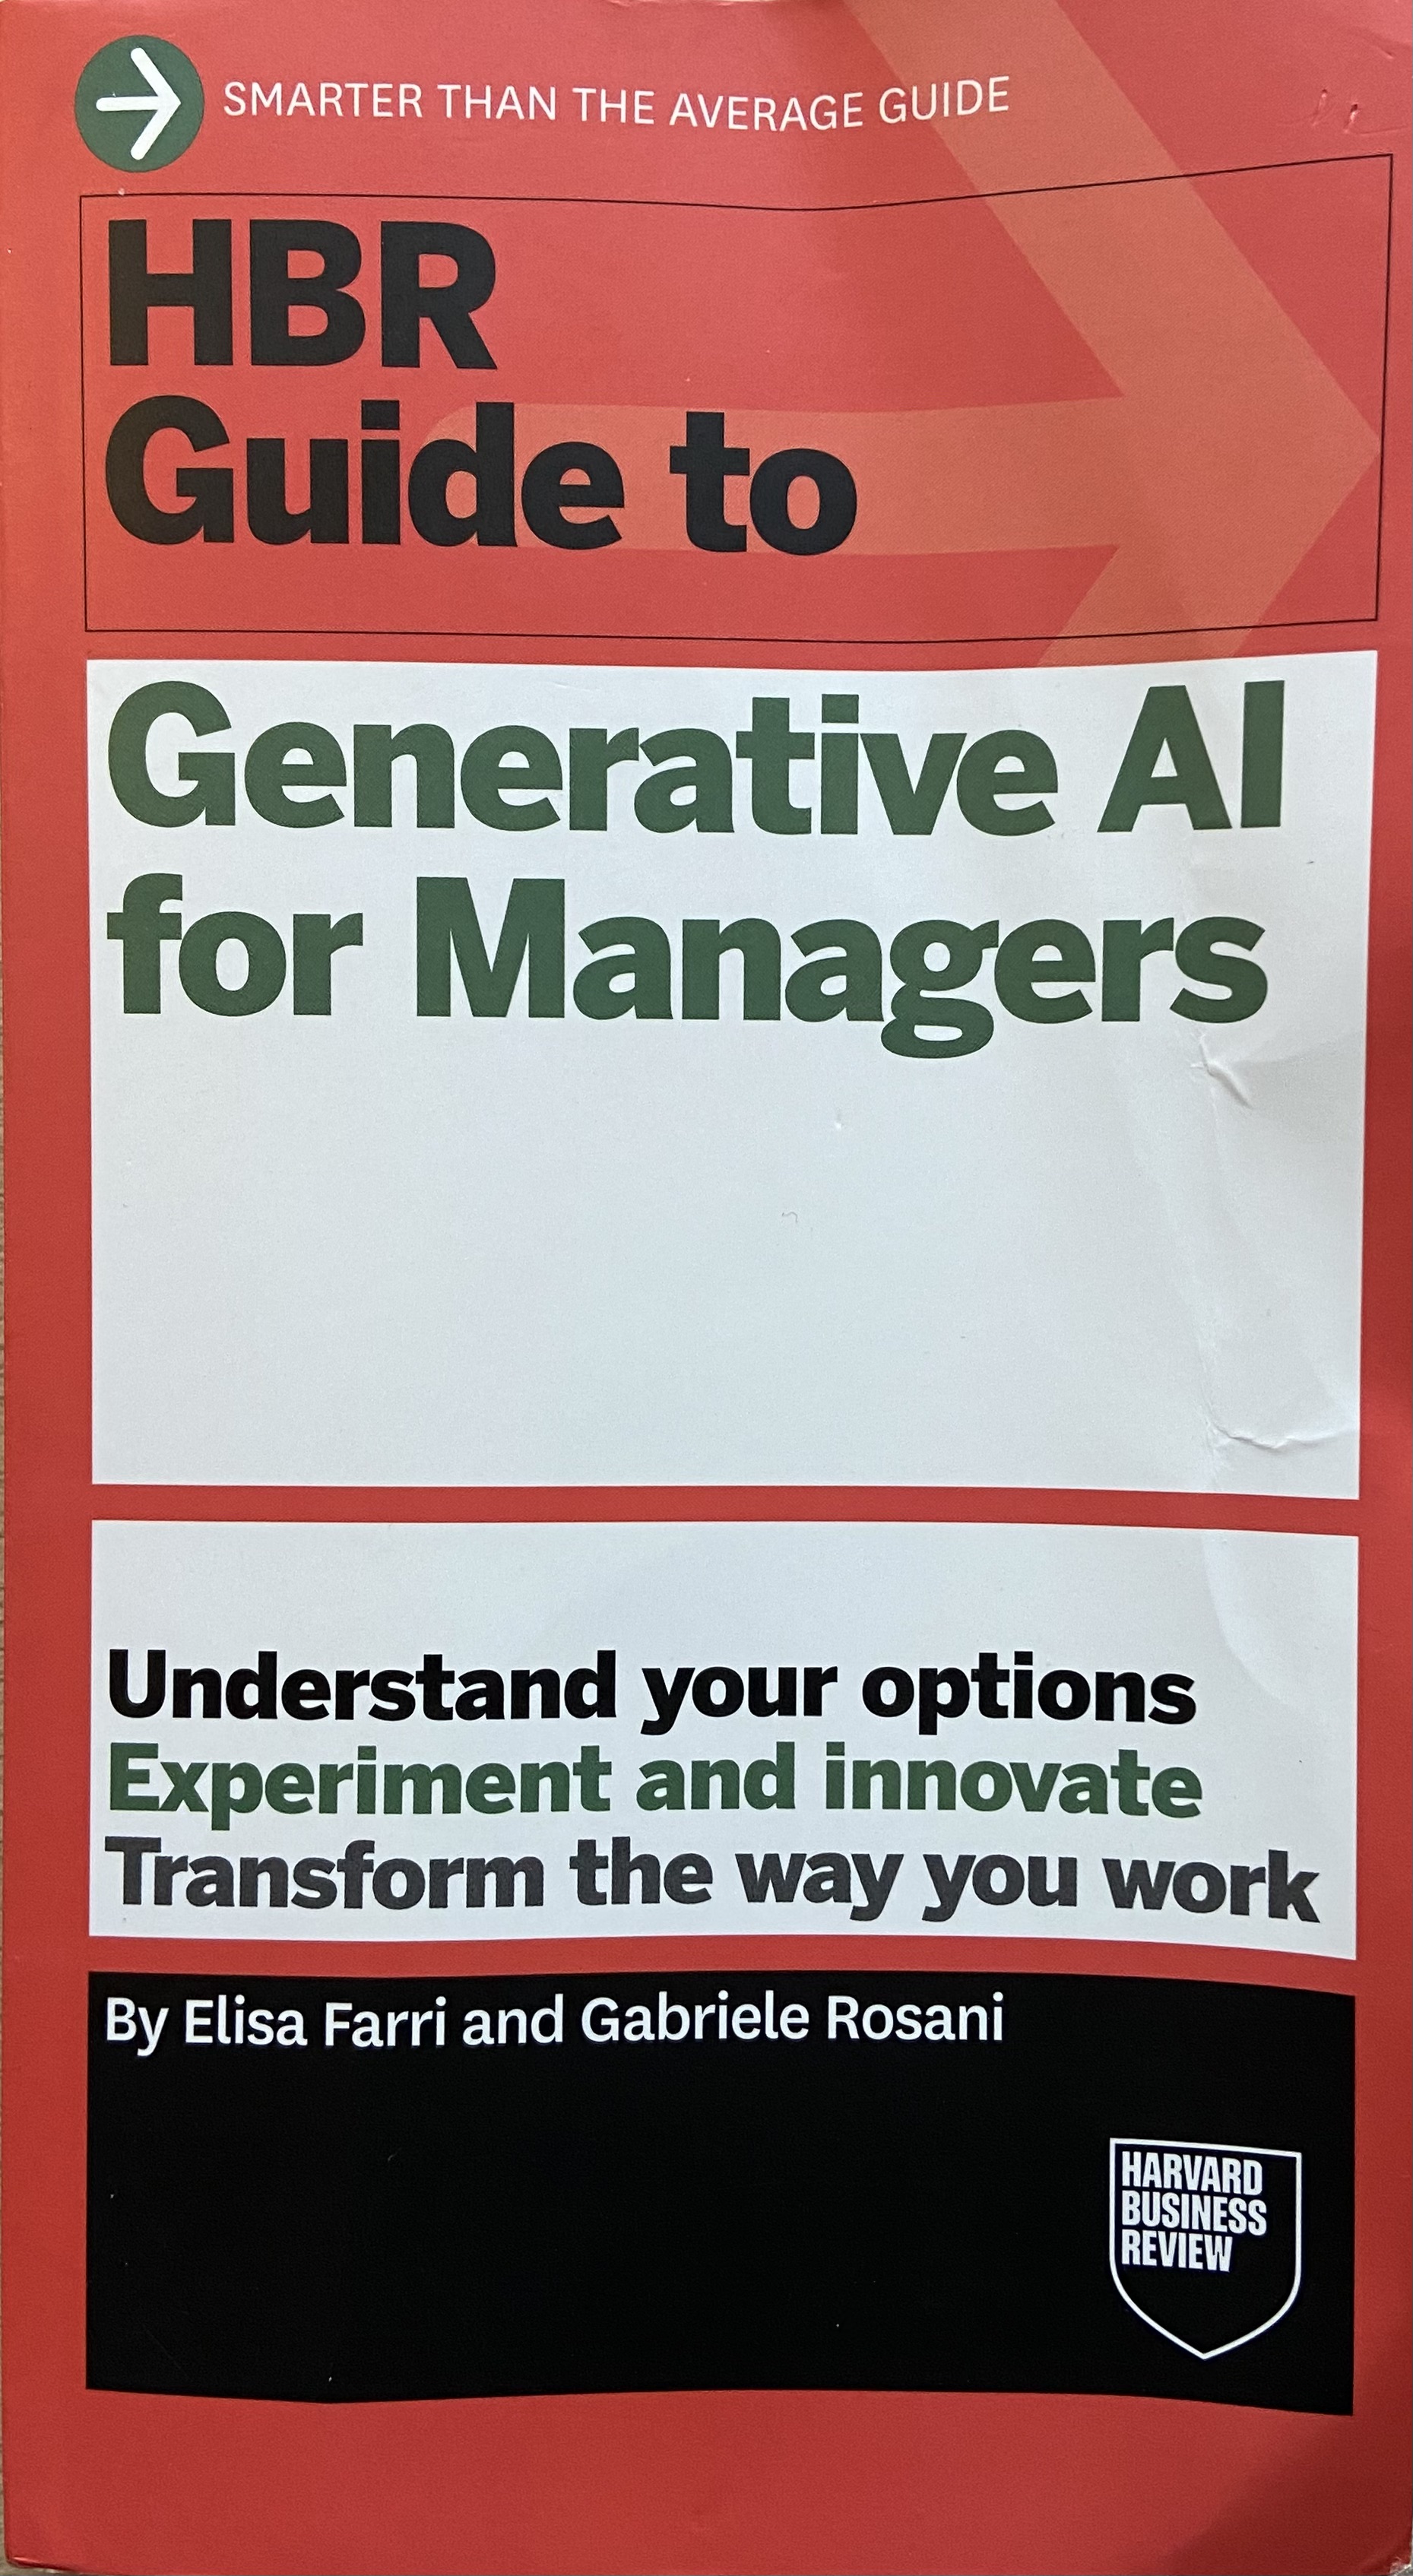 SMARTER THAN THE AVERAGE GUIDE
HBR
Guide to
Generative AI
for Managers
Understand your options
Experiment and innovate
Transform the way you work
By Elisa Farri and Gabriele Rosani
HARVARD
BUSINESS
REVIEW